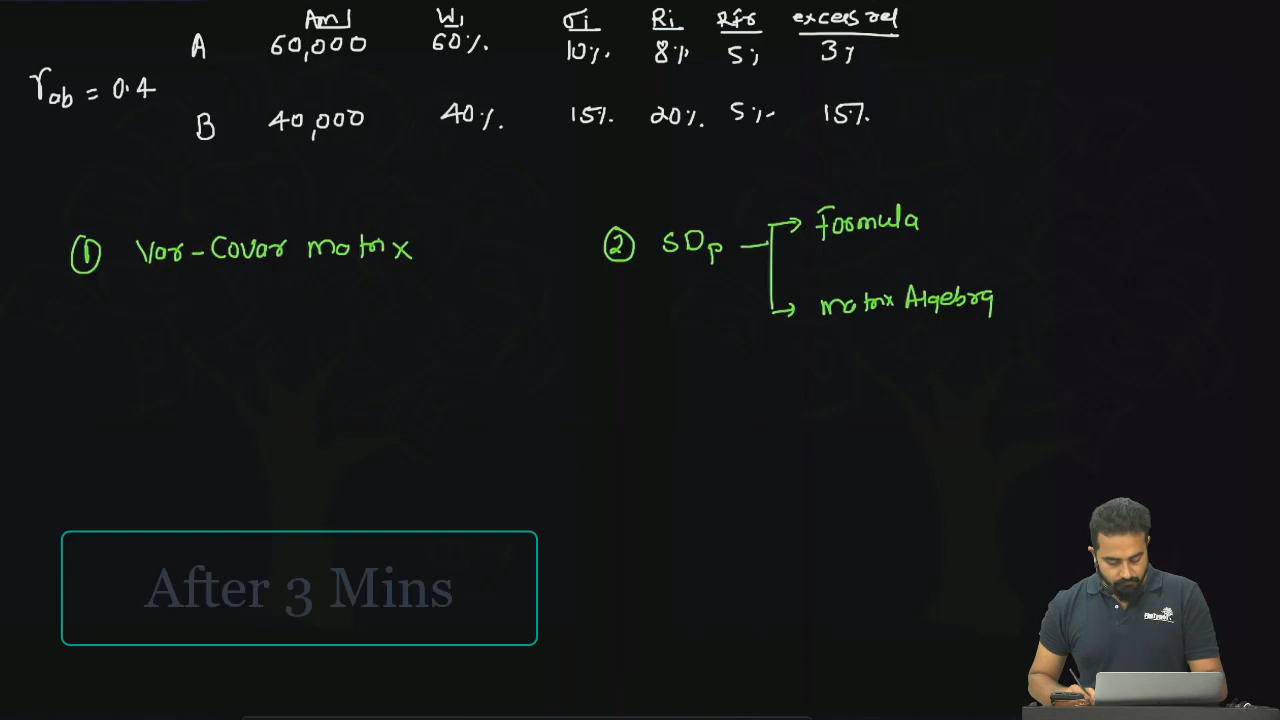 Amt Wi σi Ri Rfr excess ret
A 60,000 60% 10% 8% 5% 3%
rab = 0.4
B 40,000 40% 15% 20% 5% 15%
① Var-Covar matrix ② SDp → Formula
→ matrix Algebra
After 3 Mins